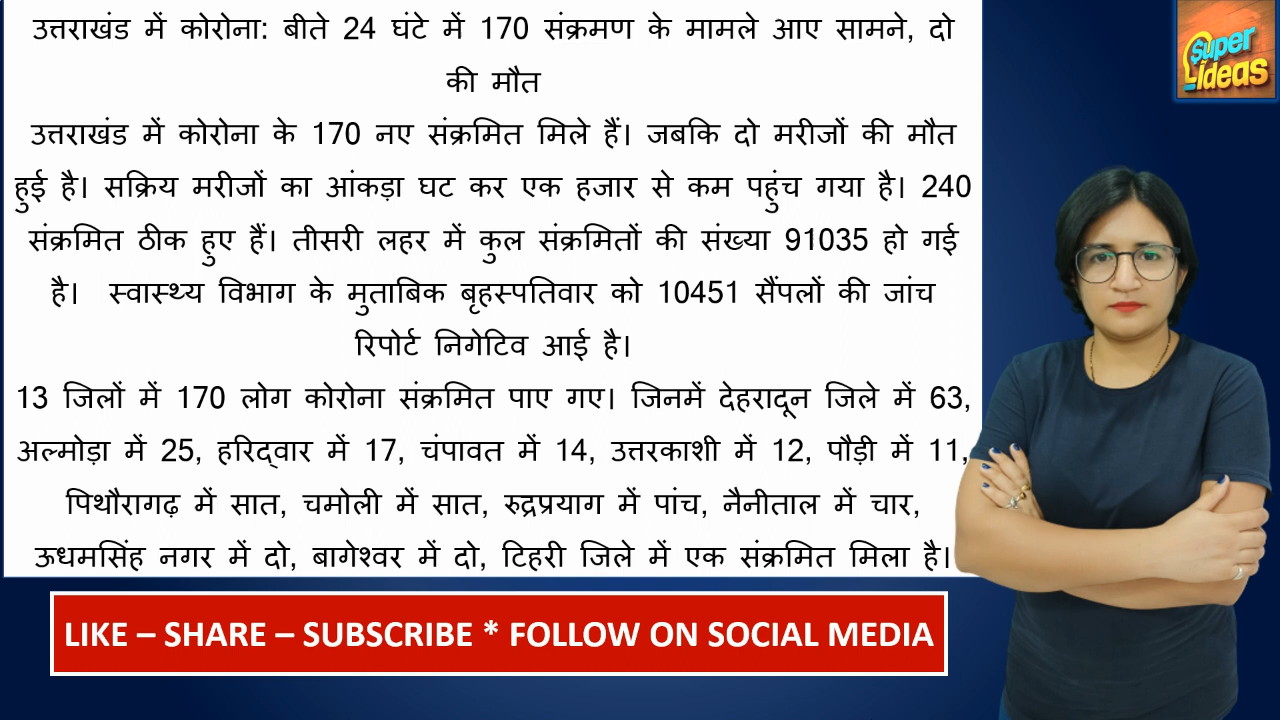 उत्तराखंड में कोरोना: बीते 24 घंटे में 170 संक्रमण के मामले आए सामने, दो
की मौत
उत्तराखंड में कोरोना के 170 नए संक्रमित मिले हैं। जबकि दो मरीजों की मौत
हुई है। सक्रिय मरीजों का आंकड़ा घट कर एक हजार से कम पहुंच गया है। 240
संक्रमित ठीक हुए हैं। तीसरी लहर में कुल संक्रमितों की संख्या 91035 हो गई
है। स्वास्थ्य विभाग के मुताबिक बृहस्पतिवार को 10451 सैंपलों की जांच
रिपोर्ट निगेटिव आई है।
13 जिलों में 170 लोग कोरोना संक्रमित पाए गए। जिनमें देहरादून जिले में 63,
अल्मोड़ा में 25, हरिद्वार में 17, चंपावत में 14, उत्तरकाशी में 12, पौड़ी में 11,
पिथौरागढ़ में सात, चमोली में सात, रुद्रप्रयाग में पांच, नैनीताल में चार,
ऊधमसिंह नगर में दो, बागेश्वर में दो, टिहरी जिले में एक संक्रमित मिला है।
LIKE – SHARE – SUBSCRIBE * FOLLOW ON SOCIAL MEDIA
Super
Ideas